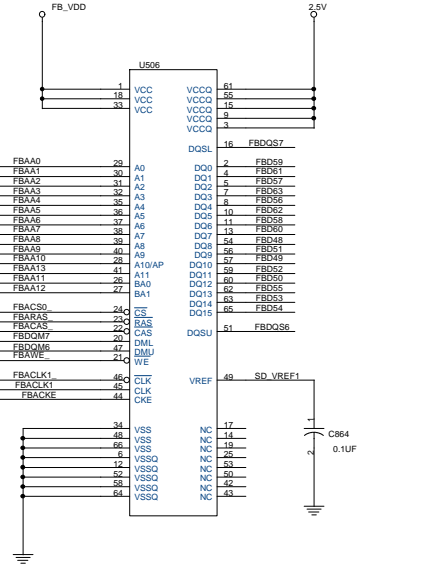 FB_VDD 2.5V
U506
1 VCC VCCQ 61
18 VCC VCCQ 55
33 VCC VCCQ 15
VCCQ 9
VCCQ 3
DQSL 16 FBDQS7
FBAA0 29 A0 DQ0 2 FBD59
FBAA1 30 A1 DQ1 4 FBD61
FBAA2 31 A2 DQ2 5 FBD57
FBAA3 32 A3 DQ3 7 FBD63
FBAA4 35 A4 DQ4 8 FBD56
FBAA5 36 A5 DQ5 10 FBD62
FBAA6 37 A6 DQ6 11 FBD58
FBAA7 38 A7 DQ7 13 FBD60
FBAA8 39 A8 DQ8 54 FBD48
FBAA9 40 A9 DQ9 56 FBD51
FBAA10 28 A10/AP DQ10 57 FBD49
FBAA13 41 A11 DQ11 59 FBD52
FBAA11 26 BA0 DQ12 60 FBD50
FBAA12 27 BA1 DQ13 62 FBD55
DQ14 63 FBD53
FBACS0_ 24 CS DQ15 65 FBD54
FBARAS_ 23 RAS
FBACAS_ 22 CAS DQSU 51 FBDQS6
FBDQM7 20 DML
FBDQM6 47 DMU
FBAWE_ 21 WE
FBACLK1_ 46 CLK VREF 49 SD_VREF1
FBACLK1 45 CLK
FBACKE 44 CKE
1
C864
2
0.1UF
34 VSS NC 17
48 VSS NC 14
66 VSS NC 19
6 VSSQ NC 25
12 VSSQ NC 53
52 VSSQ NC 50
58 VSSQ NC 42
64 VSSQ NC 43